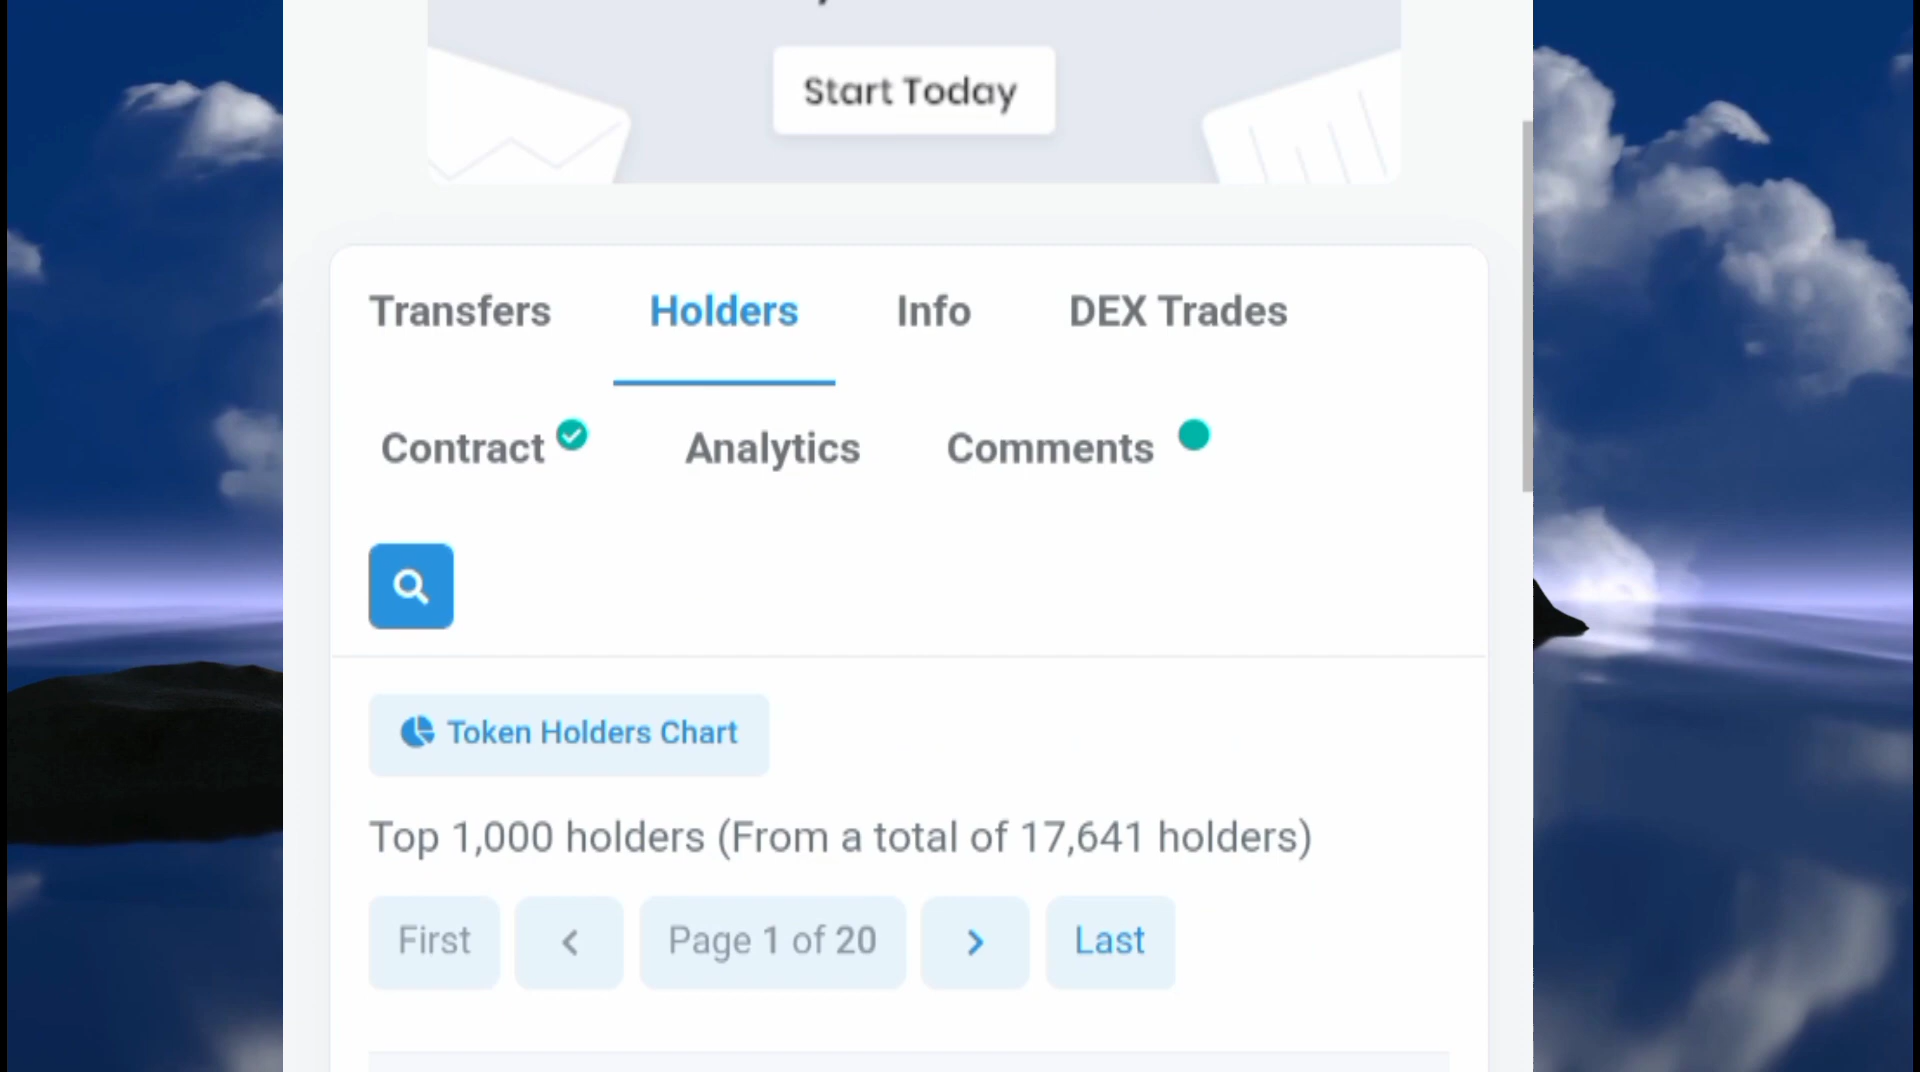 Start Today
Transfers Holders Info DEX Trades
Contract Analytics Comments
Token Holders Chart
Top 1,000 holders (From a total of 17,641 holders)
First Page 1 of 20 Last